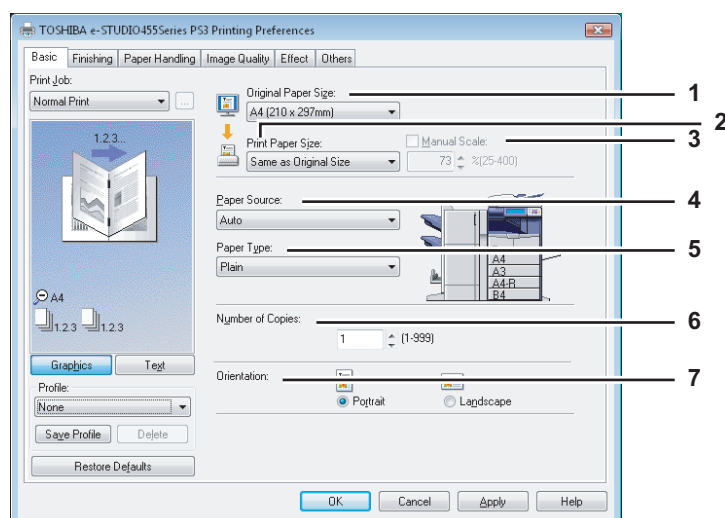 TOSHIBA e-STUDIO455Series PS3 Printing Preferences
Basic Finishing Paper Handling Image Quality Effect Others
Print Job:
Normal Print ...
1.2.3...
A4
1.2.3 1.2.3
Graphics Text
Profile:
None
Save Profile Delete
Restore Defaults
Original Paper Size: 1
A4 (210 x 297mm)
2
Print Paper Size: Manual Scale: 3
Same as Original Size 73 %(25-400)
Paper Source: 4
Auto
Paper Type: 5
Plain
A4
A3
A4-R
B4
Number of Copies: 6
1 (1-999)
Orientation: 7
Portrait Landscape
OK Cancel Apply Help